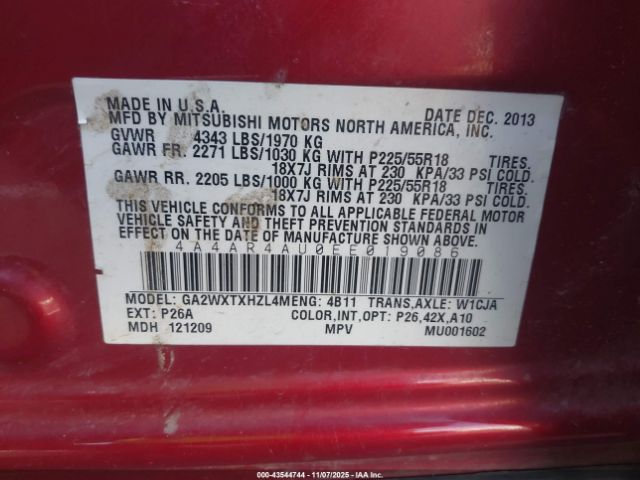 MADE IN U.S.A. DATE DEC. 2013
MFD BY MITSUBISHI MOTORS NORTH AMERICA, INC.
GVWR 4343 LBS/1970 KG
GAWR FR. 2271 LBS/1030 KG WITH P225/55R18 TIRES.
18X7J RIMS AT 230 KPA/33 PSI COLD.
GAWR RR. 2205 LBS/1000 KG WITH P225/55R18 TIRES.
18X7J RIMS AT 230 KPA/33 PSI COLD.
THIS VEHICLE CONFORMS TO ALL APPLICABLE FEDERAL MOTOR
VEHICLE SAFETY AND THEFT PREVENTION STANDARDS IN
EFFECT ON THE DATE OF MANUFACTURE SHOWN ABOVE.
4A4AR4AU0EE019086
MODEL: GA2WXTXHZL4MENG: 4B11 TRANS,AXLE: W1CJA
EXT: P26A COLOR,INT,OPT: P26,42X,A10
MDH 121209 MPV MU001602
000-43544744 - 11/07/2025 - IAAI.COM